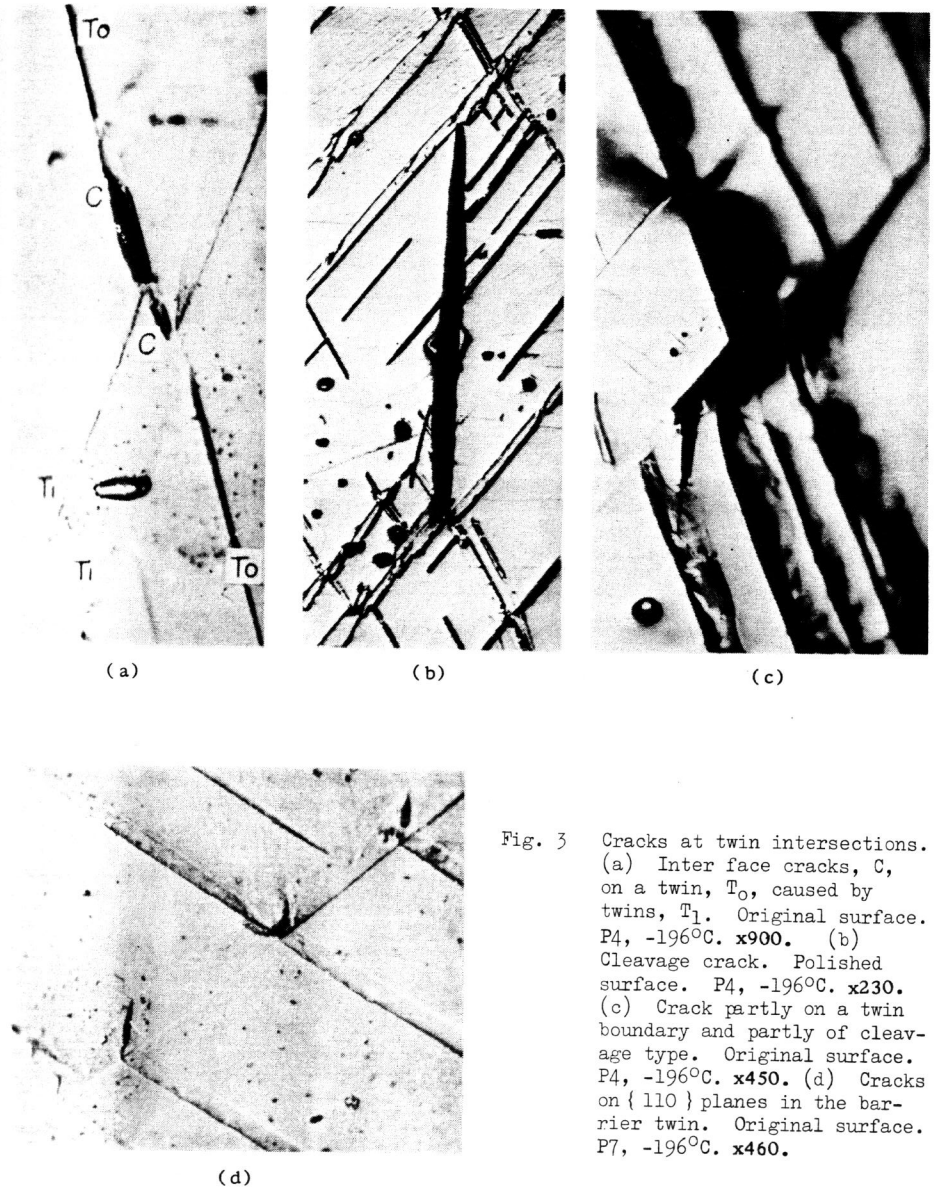 To
C
C
T1
T1
To
(a)
(b)
(c)
(d)
Fig. 3 Cracks at twin intersections.
(a) Inter face cracks, C,
on a twin, To, caused by
twins, T1. Original surface.
P4, -196°C. x900. (b)
Cleavage crack. Polished
surface. P4, -196°C. x230.
(c) Crack partly on a twin
boundary and partly of cleav-
age type. Original surface.
P4, -196°C. x450. (d) Cracks
on { 110 } planes in the bar-
rier twin. Original surface.
P7, -196°C. x460.